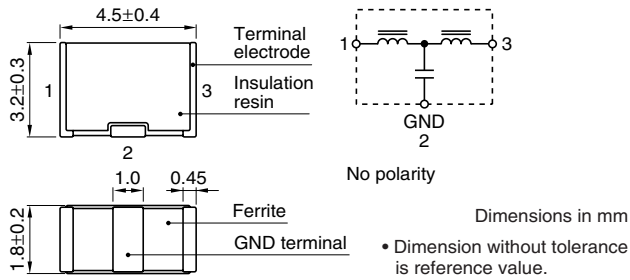 4.5±0.4
3.2±0.3
1
3
2
Terminal
electrode
Insulation
resin
1
3
GND
2
No polarity
1.0
0.45
1.8±0.2
Ferrite
GND terminal
Dimensions in mm
• Dimension without tolerance
is reference value.